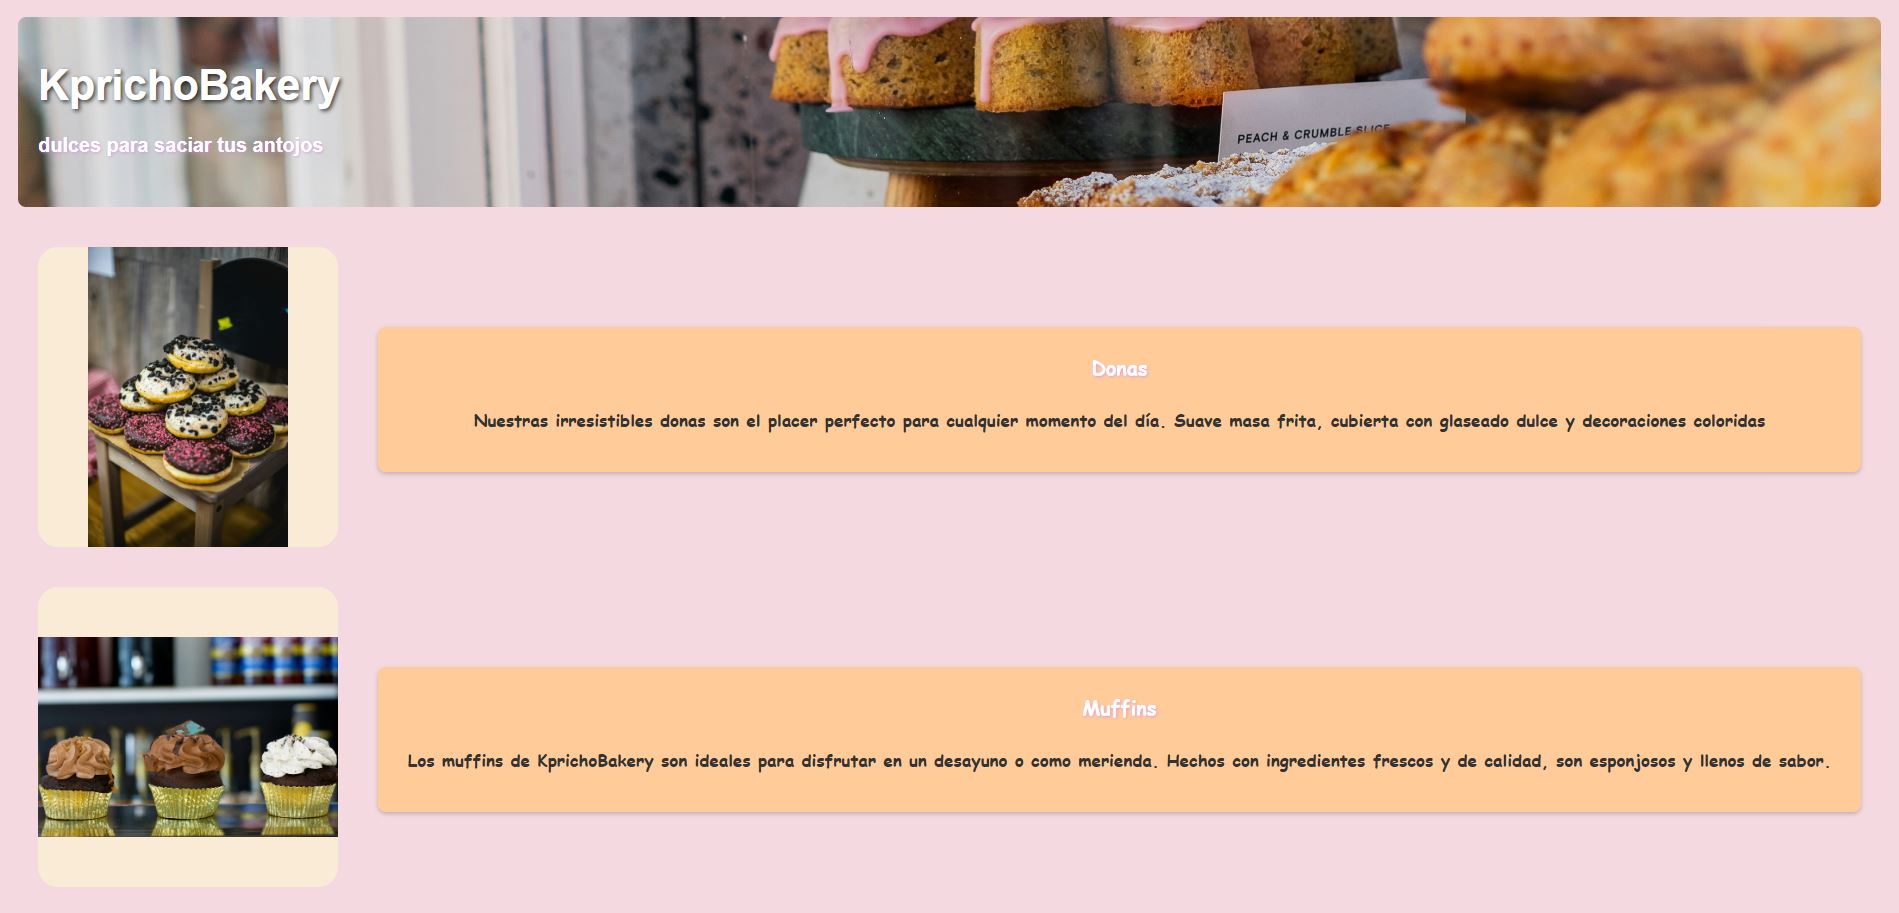 KprichoBakery
dulces para saciar tus antojos
PEACH & CRUMBLE SLICE
Donas
Nuestras irresistibles donas son el placer perfecto para cualquier momento del día. Suave masa frita, cubierta con glaseado dulce y decoraciones coloridas
Muffins
Los muffins de KprichoBakery son ideales para disfrutar en un desayuno o como merienda. Hechos con ingredientes frescos y de calidad, son esponjosos y llenos de sabor.